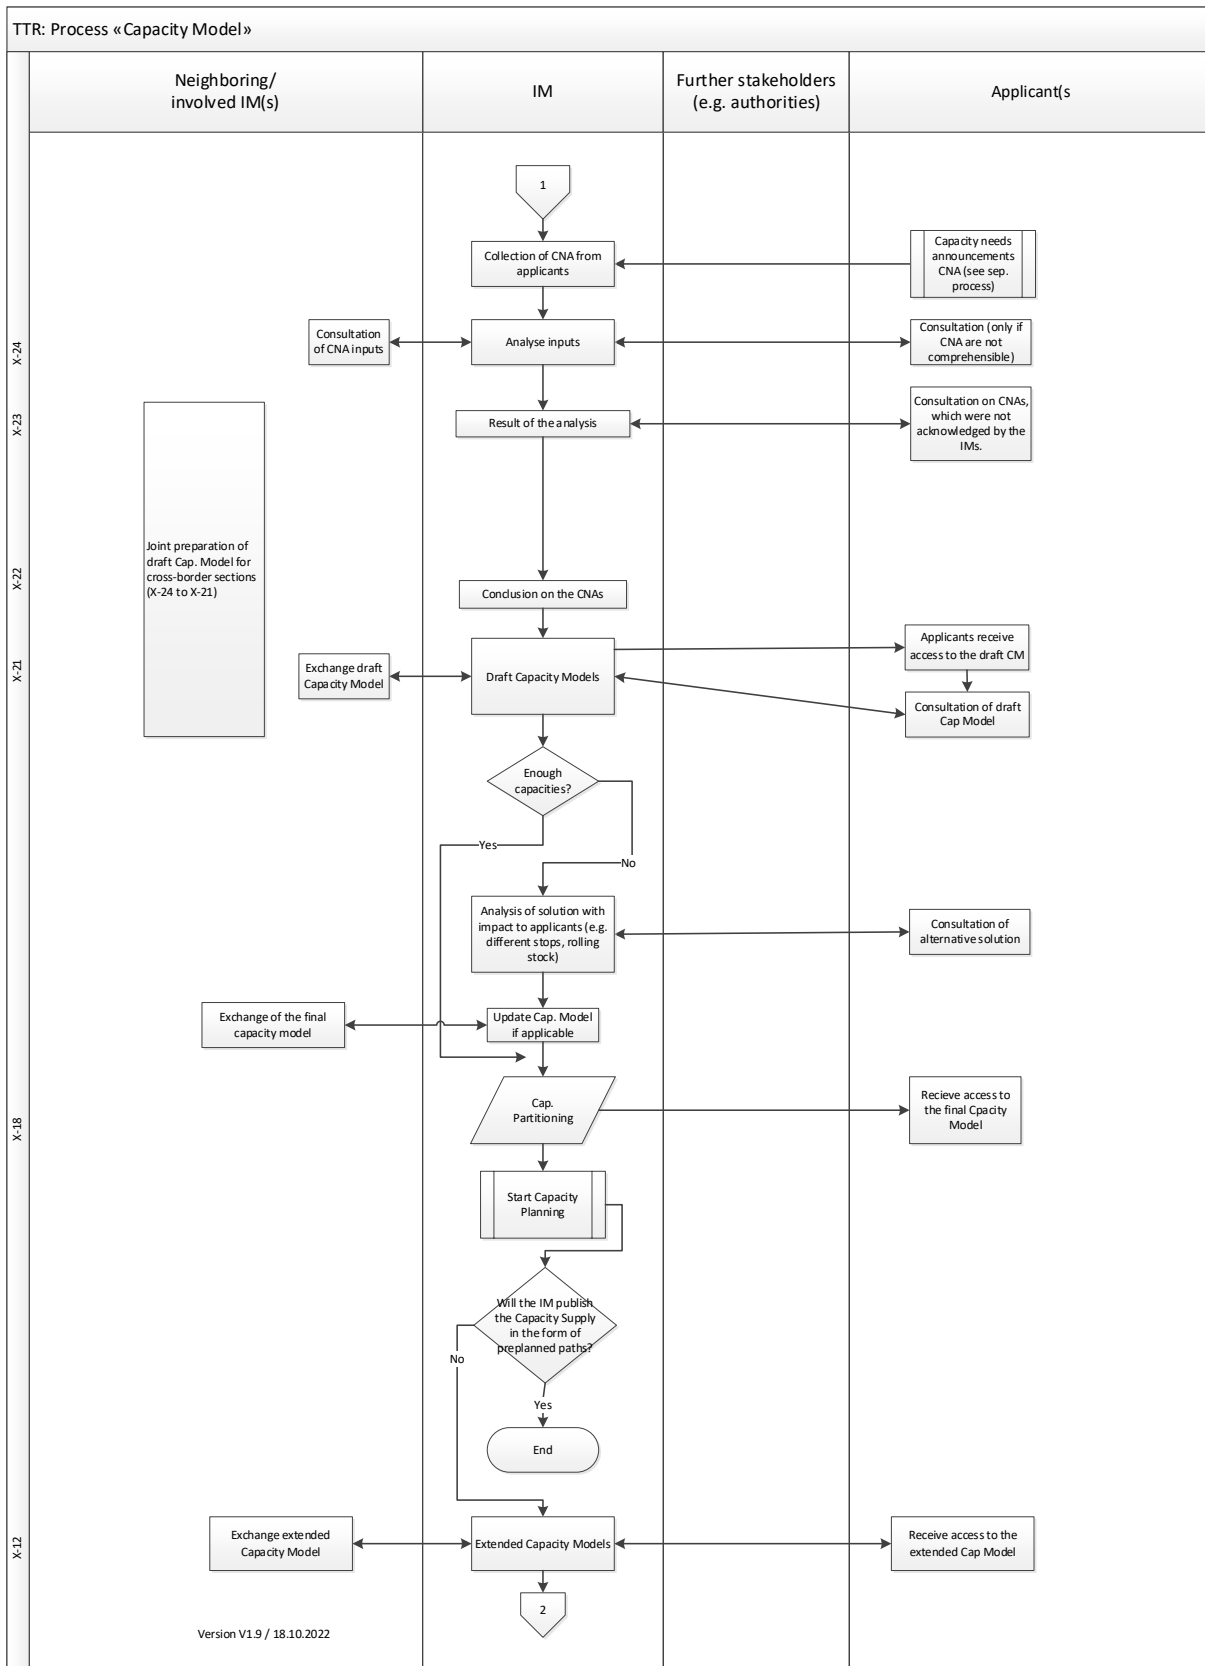 TTR: Process «Capacity Model»
Neighboring/
involved IM(s)
IM
Further stakeholders
(e.g. authorities)
Applicant(s
1
Collection of CNA from
applicants
Capacity needs
announcements
CNA (see sep.
process)
X-24
Consultation
of CNA inputs
Analyse inputs
Consultation (only if
CNA are not
comprehensible)
X-23
Result of the analysis
Consultation on CNAs,
which were not
acknowledged by the
IMs.
Joint preparation of
draft Cap. Model for
cross-border sections
(X-24 to X-21)
X-22
Conclusion on the CNAs
X-21
Exchange draft
Capacity Model
Draft Capacity Models
Applicants receive
access to the draft CM
Consultation of draft
Cap Model
Enough
capacities?
Yes
No
Analysis of solution with
impact to applicants (e.g.
different stops, rolling
stock)
Consultation of
alternative solution
Exchange of the final
capacity model
Update Cap. Model
if applicable
X-18
Cap.
Partitioning
Recieve access to
the final Cpacity
Model
Start Capacity
Planning
Will the IM publish
the Capacity Supply
in the form of
preplanned paths?
No
Yes
End
X-12
Exchange extended
Capacity Model
Extended Capacity Models
Receive access to the
extended Cap Model
2
Version V1.9 / 18.10.2022